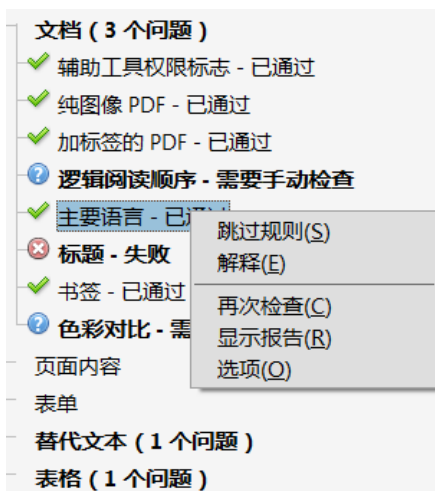 文档 ( 3 个问题 )
辅助工具权限标志 - 已通过
纯图像 PDF - 已通过
加标签的 PDF - 已通过
逻辑阅读顺序 - 需要手动检查
主要语言 - 已通过
跳过规则(S)
标题 - 失败
解释(E)
书签 - 已通过
再次检查(C)
色彩对比 - 需
显示报告(R)
页面内容
选项(O)
表单
替代文本 ( 1 个问题 )
表格 ( 1 个问题 )